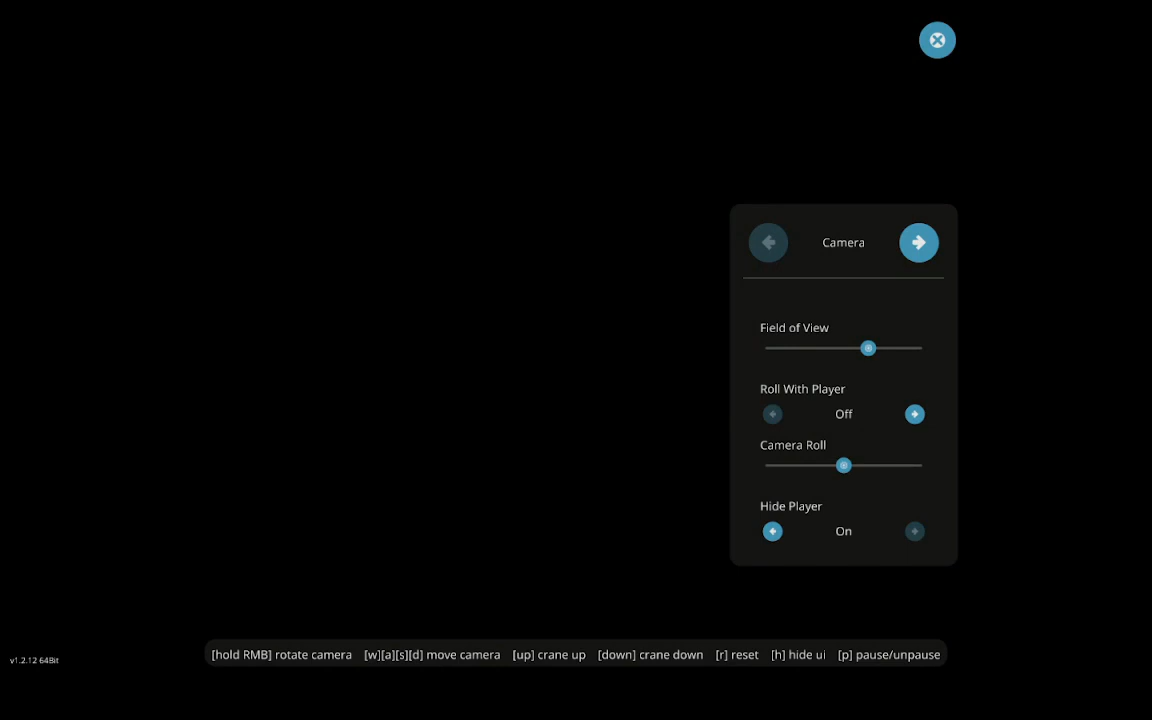 Camera
Field of View
Roll With Player
Off
Camera Roll
Hide Player
On
[hold RMB] rotate camera [w][a][s][d] move camera [up] crane up [down] crane down [r] reset [h] hide ui [p] pause/unpause
v1.2.12 64Bit